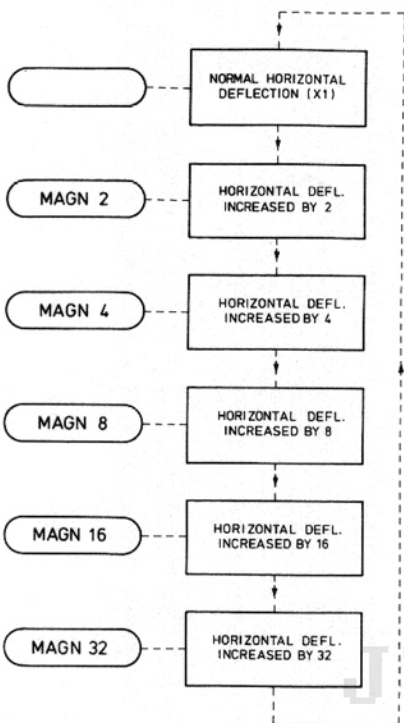 NORMAL HORIZONTAL
DEFLECTION (X1)
MAGN 2
HORIZONTAL DEFL.
INCREASED BY 2
MAGN 4
HORIZONTAL DEFL.
INCREASED BY 4
MAGN 8
HORIZONTAL DEFL.
INCREASED BY 8
MAGN 16
HORIZONTAL DEFL.
INCREASED BY 16
MAGN 32
HORIZONTAL DEFL.
INCREASED BY 32
J